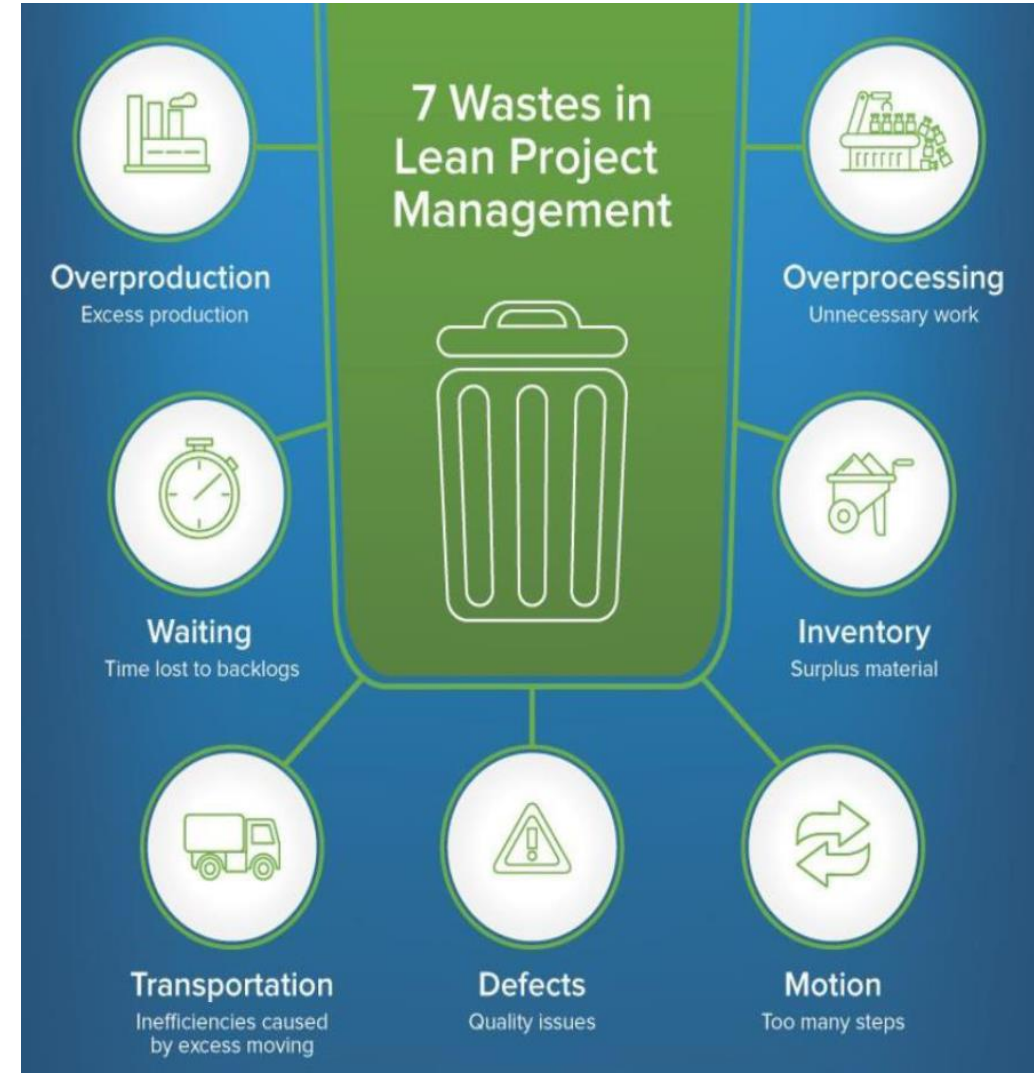 7 Wastes in
Lean Project
Management
Overproduction
Excess production
Overprocessing
Unnecessary work
Waiting
Time lost to backlogs
Inventory
Surplus material
Transportation
Inefficiencies caused
by excess moving
Defects
Quality issues
Motion
Too many steps